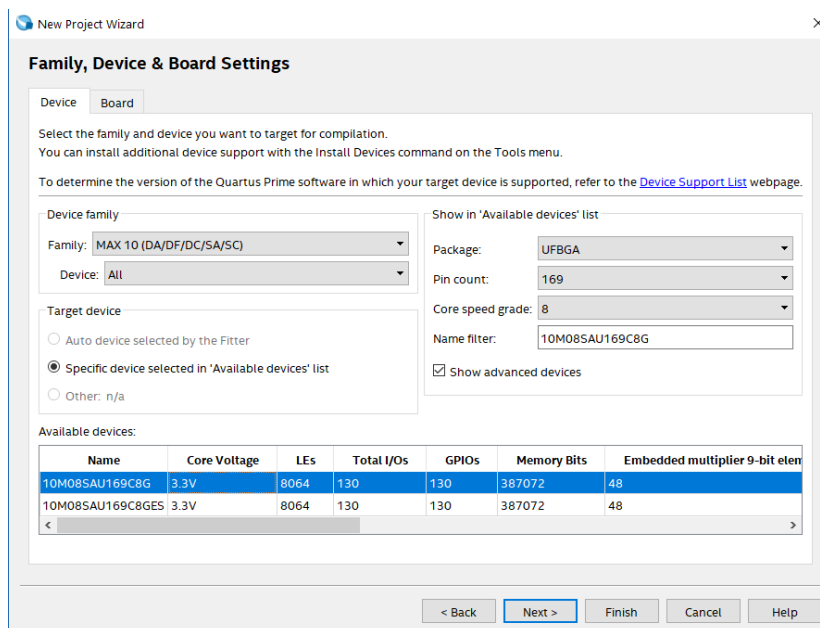 New Project Wizard
Family, Device & Board Settings
Device Board
Select the family and device you want to target for compilation.
You can install additional device support with the Install Devices command on the Tools menu.
To determine the version of the Quartus Prime software in which your target device is supported, refer to the Device Support List webpage.
Device family
Family: MAX 10 (DA/DF/DC/SA/SC)
Device: All
Target device
Auto device selected by the Fitter
Specific device selected in 'Available devices' list
Other: n/a
Show in 'Available devices' list
Package: UFBGA
Pin count: 169
Core speed grade: 8
Name filter: 10M08SAU169C8G
Show advanced devices
Available devices:
Name Core Voltage LEs Total I/Os GPIOs Memory Bits Embedded multiplier 9-bit elem
10M08SAU169C8G 3.3V 8064 130 130 387072 48
10M08SAU169C8GES 3.3V 8064 130 130 387072 48
< Back Next > Finish Cancel Help